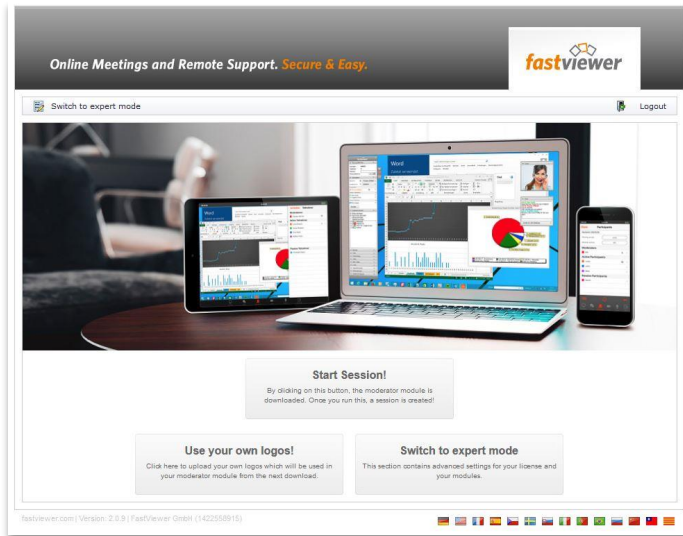 Online Meetings and Remote Support. Secure & Easy.
fastviewer
Switch to expert mode
Logout
Word
Word
Start Session!
By clicking on this button, the moderator module is
downloaded. Once you run this, a session is created!
Use your own logos!
Click here to upload your own logos which will be used in
your moderator module from the next download.
Switch to expert mode
This section contains advanced settings for your license and
your modules.
fastviewer.com | Version: 2.0.9 | FastViewer GmbH (1422558915)